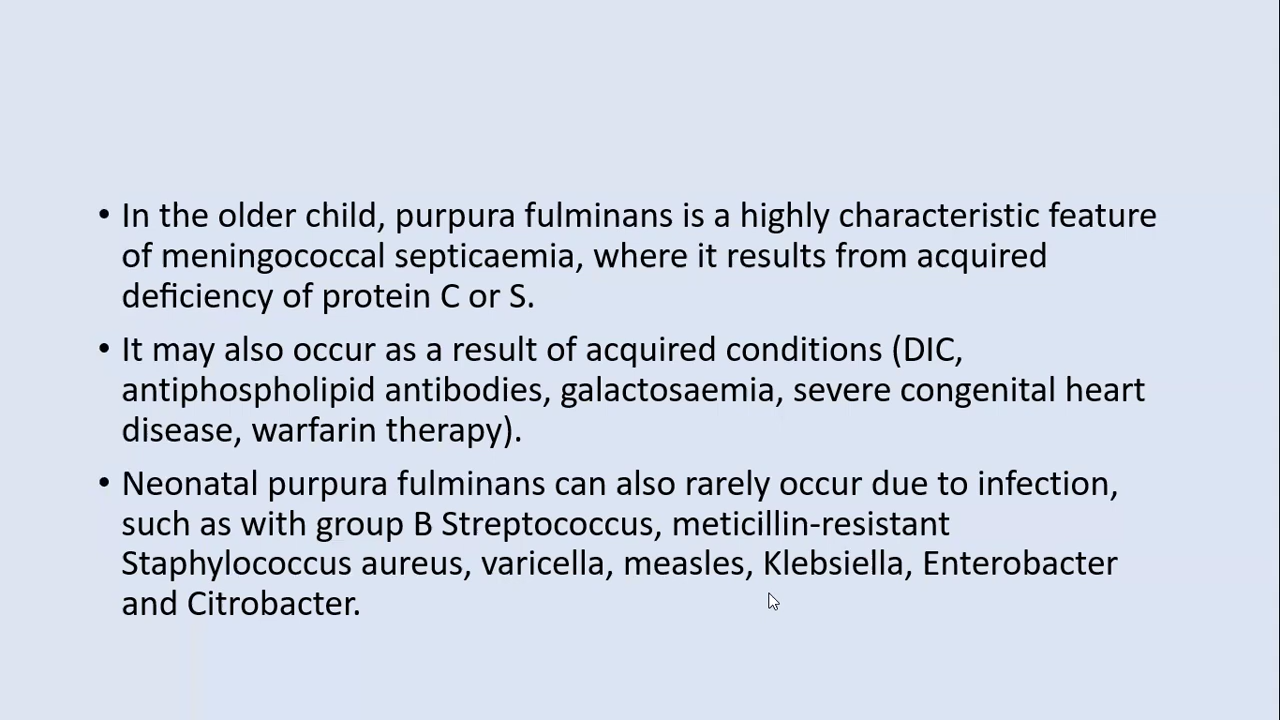 • In the older child, purpura fulminans is a highly characteristic feature
of meningococcal septicaemia, where it results from acquired
deficiency of protein C or S.
• It may also occur as a result of acquired conditions (DIC,
antiphospholipid antibodies, galactosaemia, severe congenital heart
disease, warfarin therapy).
• Neonatal purpura fulminans can also rarely occur due to infection,
such as with group B Streptococcus, meticillin-resistant
Staphylococcus aureus, varicella, measles, Klebsiella, Enterobacter
and Citrobacter.